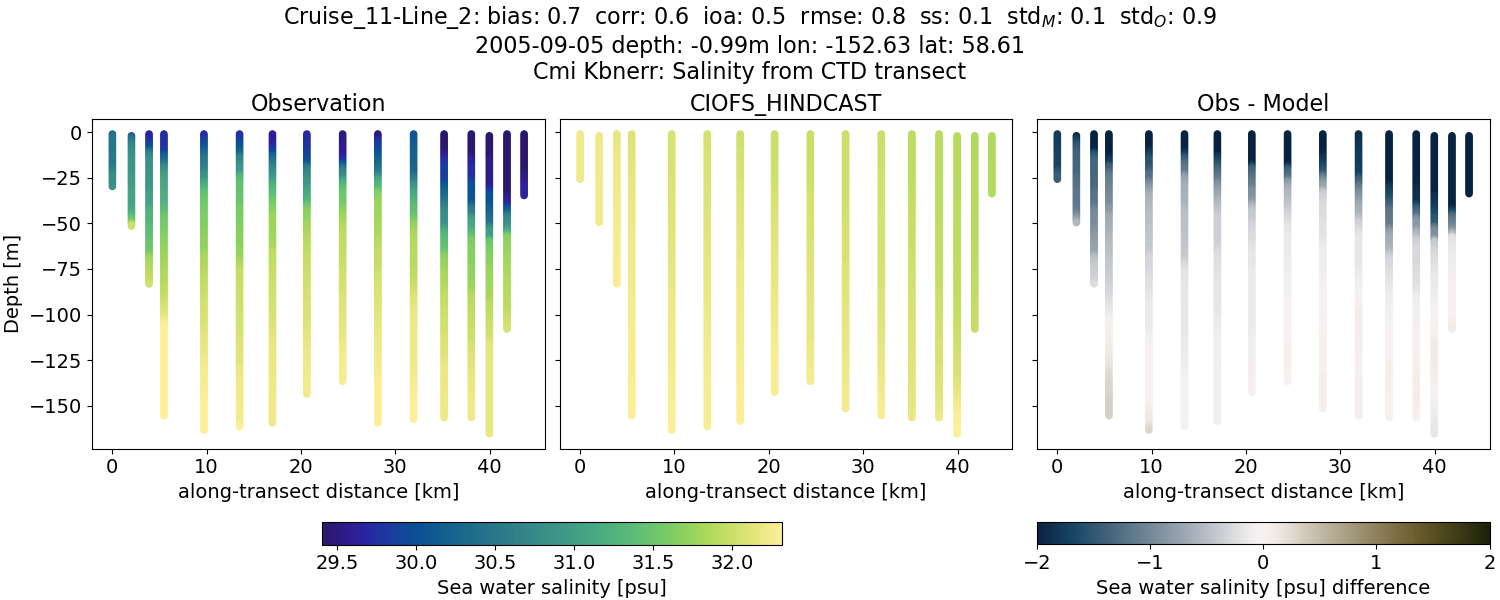 Cruise_11-Line_2: bias: 0.7  corr: 0.6  ioa: 0.5  rmse: 0.8  ss: 0.1  std_M: 0.1  std_O: 0.9
2005-09-05 depth: -0.99m lon: -152.63 lat: 58.61
Cmi Kbnerr: Salinity from CTD transect
Observation
CIOFS_HINDCAST
Obs - Model
Depth [m]
0
−25
−50
−75
−100
−125
−150
0 10 20 30 40
0 10 20 30 40
0 10 20 30 40
along-transect distance [km]
along-transect distance [km]
along-transect distance [km]
29.5 30.0 30.5 31.0 31.5 32.0
Sea water salinity [psu]
−2 −1 0 1 2
Sea water salinity [psu] difference